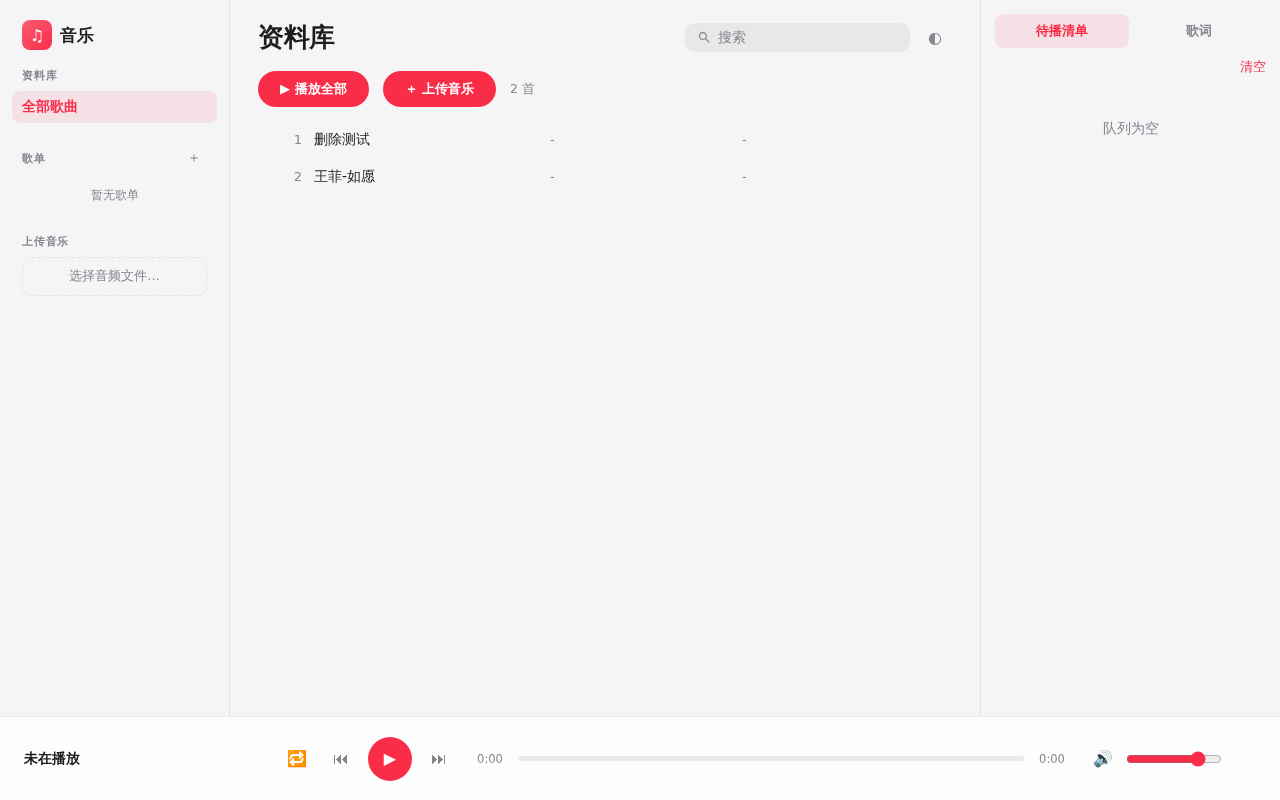 音乐
资料库
全部歌曲
歌单 +
暂无歌单
上传音乐
选择音频文件…
资料库
搜索
▶ 播放全部
+ 上传音乐
2 首
1 删除测试 - -
2 王菲-如愿 - -
待播清单 歌词
清空
队列为空
未在播放
0:00 0:00